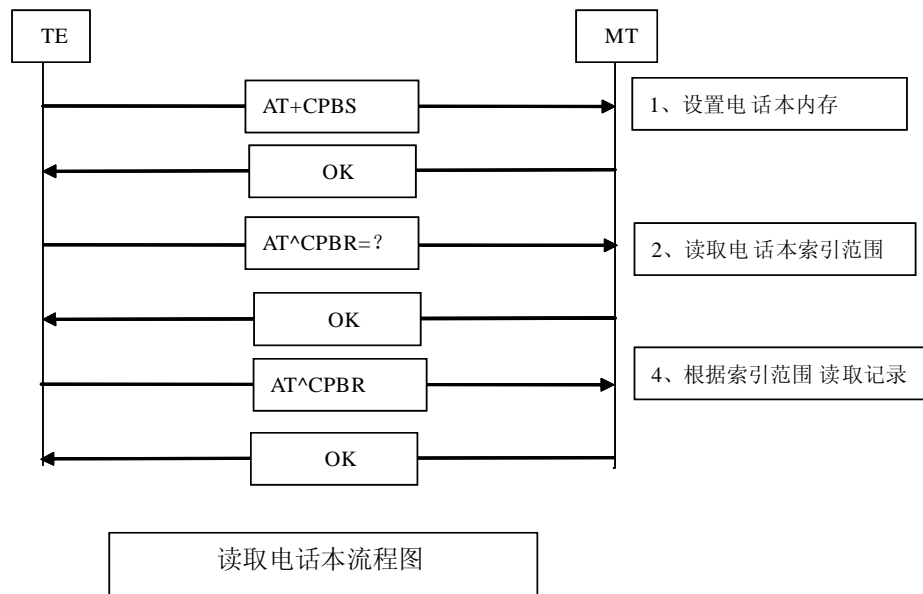 TE
MT
AT+CPBS
1、设置电话本内存
OK
AT^CPBR=？
2、读取电话本索引范围
OK
AT^CPBR
4、根据索引范围 读取记录
OK
读取电话本流程图